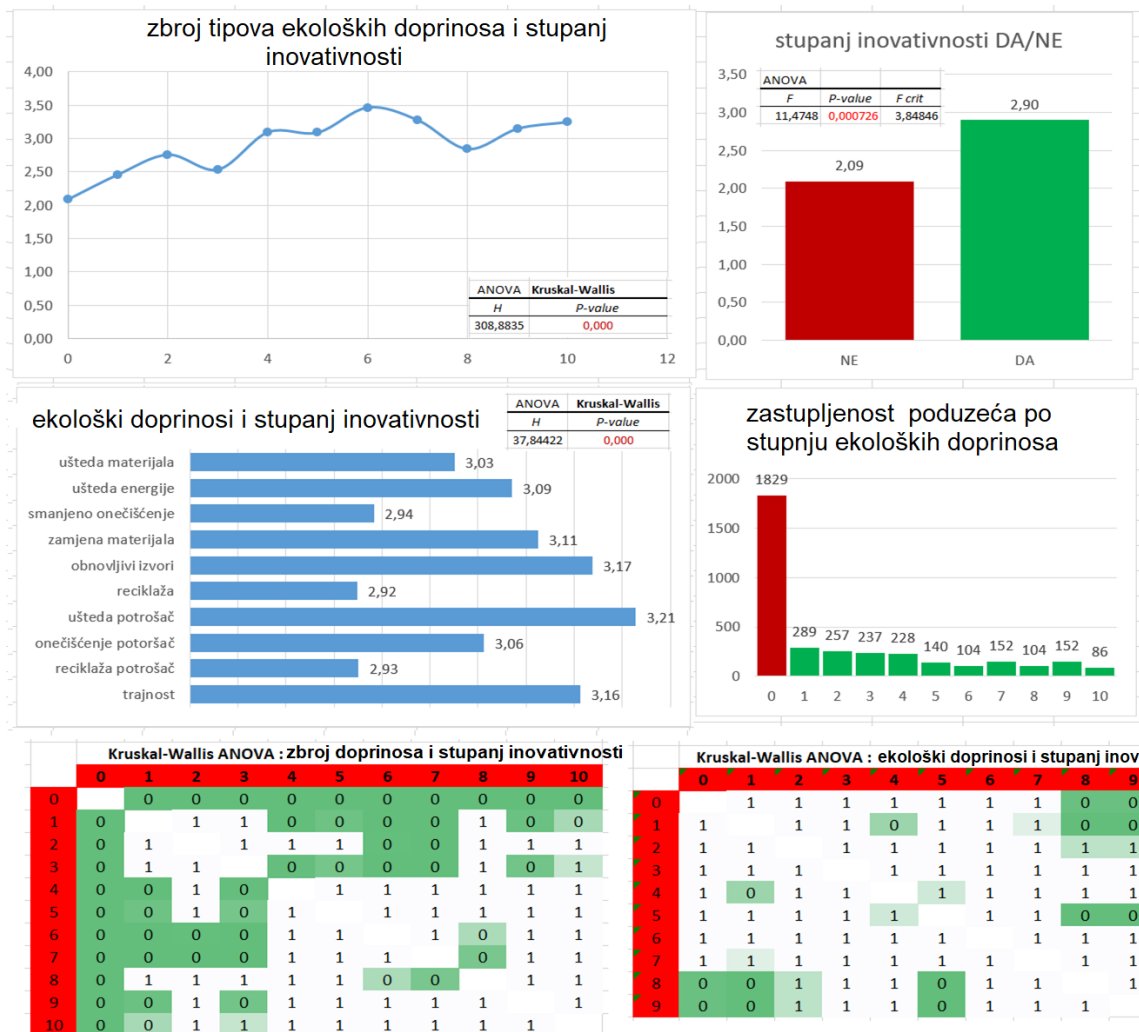 zbroj tipova ekoloških doprinosa i stupanj
inovativnosti
4,00
3,50
3,00
2,50
2,00
1,50
1,00
0,50
0,00
0 2 4 6 8 10 12
ANOVA Kruskal-Wallis
H P-value
308,8835 0,000
stupanj inovativnosti DA/NE
3,50
3,00
2,50
2,00
1,50
1,00
0,50
0,00
ANOVA
F P-value F crit
11,4748 0,000726 3,84846
2,09
2,90
NE DA
ekološki doprinosi i stupanj inovativnosti
ANOVA Kruskal-Wallis
H P-value
37,84422 0,000
ušteda materijala 3,03
ušteda energije 3,09
smanjeno onečišćenje 2,94
zamjena materijala 3,11
obnovljivi izvori 3,17
reciklaža 2,92
ušteda potrošač 3,21
onečišćenje potoršač 3,06
reciklaža potrošač 2,93
trajnost 3,16
zastupljenost poduzeća po
stupnju ekoloških doprinosa
2000
1500
1000
500
0
1829 289 257 237 228 140 104 152 104 152 86
0 1 2 3 4 5 6 7 8 9 10
Kruskal-Wallis ANOVA : zbroj doprinosa i stupanj inovativnosti
0 1 2 3 4 5 6 7 8 9 10
0 0 0 0 0 0 0 0 0 0 0
1 0 1 1 0 0 0 0 1 0 0
2 0 1 1 1 1 0 0 1 1 1
3 0 1 1 0 0 0 0 1 0 1
4 0 0 1 0 1 1 1 1 1 1
5 0 0 1 0 1 1 1 1 1 1
6 0 0 0 0 1 1 1 0 1 1
7 0 0 0 0 1 1 1 0 1 1
8 0 1 1 1 1 1 0 0 1 1
9 0 0 1 0 1 1 1 1 1 1
10 0 0 1 1 1 1 1 1 1 1
Kruskal-Wallis ANOVA : ekološki doprinosi i stupanj inov
0 1 2 3 4 5 6 7 8 9
0 1 1 1 1 1 1 1 0 0
1 1 1 1 0 1 1 1 0 0
2 1 1 1 1 1 1 1 1 1
3 1 1 1 1 1 1 1 1 1
4 1 0 1 1 1 1 1 1 1
5 1 1 1 1 1 1 1 0 0
6 1 1 1 1 1 1 1 1 1
7 1 1 1 1 1 1 1 1 1
8 0 0 1 1 1 0 1 1 1
9 0 0 1 1 1 0 1 1 1